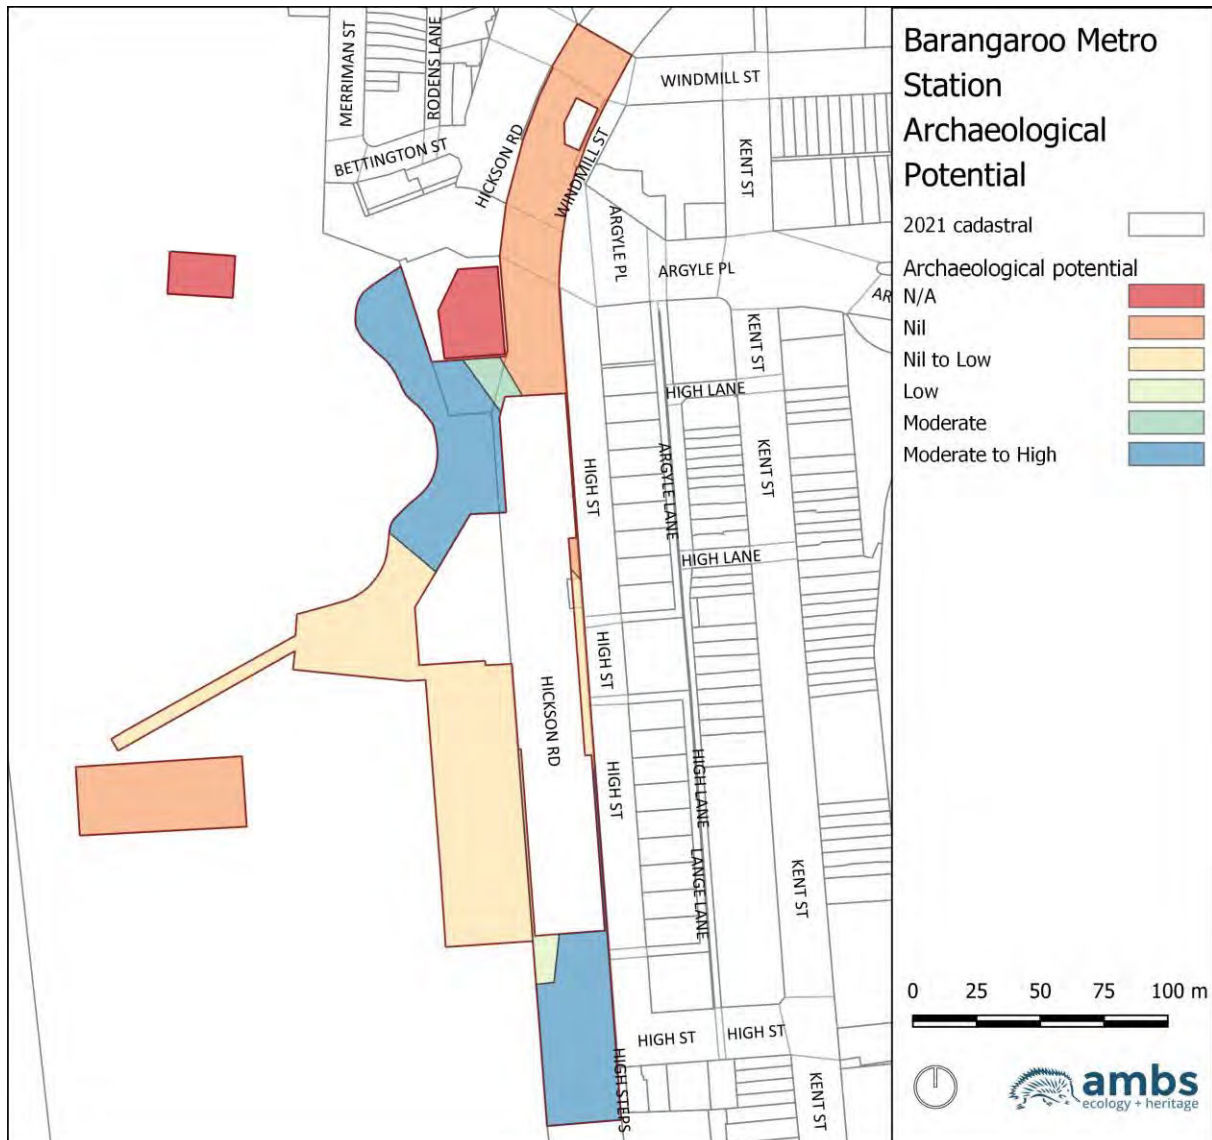 Barangaroo Metro
Station
Archaeological
Potential
2021 cadastral
Archaeological potential
N/A
Nil
Nil to Low
Low
Moderate
Moderate to High
0 25 50 75 100 m
ambs
ecology + heritage
MERRIMAN ST
RODENS LANE
BETTINGTON ST
HICKSON RD
WINDMILL ST
WINDMILL ST
KENT ST
ARGYLE PL
ARGYLE PL
AR
KENT ST
HIGH LANE
HIGH ST
ARGYLE LANE
KENT ST
HIGH LANE
HIGH ST
HICKSON RD
HIGH ST
HIGH LANE
LANGE LANE
KENT ST
HIGH ST
HIGH ST
HIGH STEPS
KENT ST